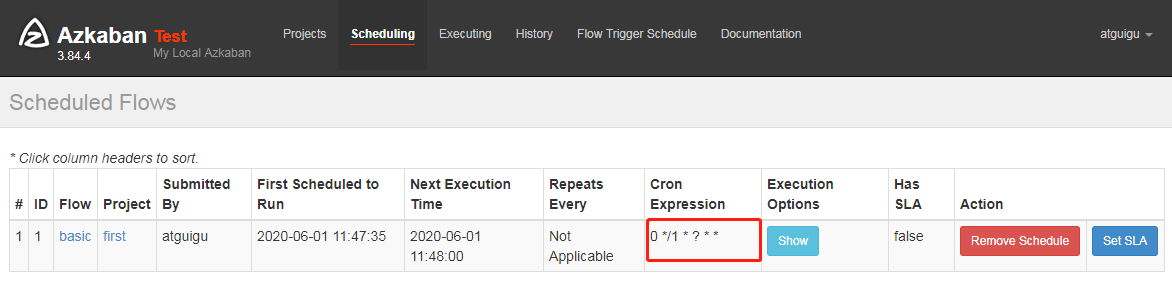 Azkaban Test
3.84.4
My Local Azkaban
Projects
Scheduling
Executing
History
Flow Trigger Schedule
Documentation
atguigu
Scheduled Flows
* Click column headers to sort.
#
ID
Flow
Project
Submitted
By
First Scheduled to
Run
Next Execution
Time
Repeats
Every
Cron
Expression
Execution
Options
Has
SLA
Action
1
1
basic
first
atguigu
2020-06-01 11:47:35
2020-06-01
11:48:00
Not
Applicable
0 */1 * ? * *
Show
false
Remove Schedule
Set SLA